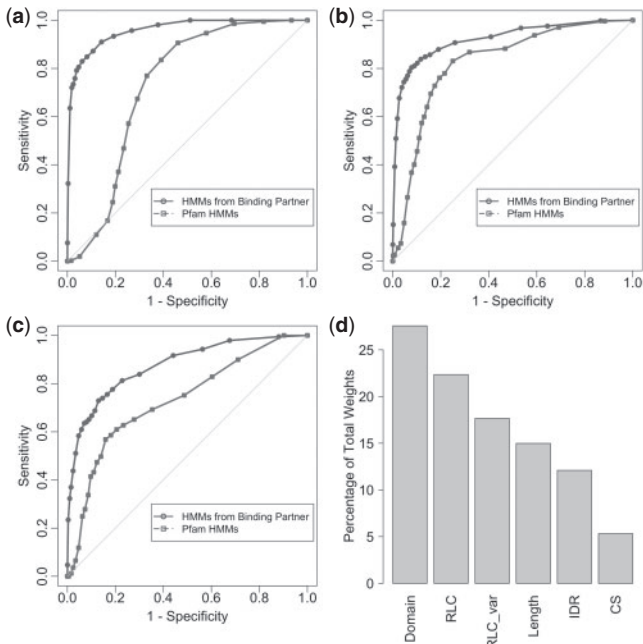 (a)
Sensitivity
0.0 0.2 0.4 0.6 0.8 1.0
HMMs from Binding Partner
Pfam HMMs
0.0 0.2 0.4 0.6 0.8 1.0
1 - Specificity
(b)
Sensitivity
0.0 0.2 0.4 0.6 0.8 1.0
HMMs from Binding Partner
Pfam HMMs
0.0 0.2 0.4 0.6 0.8 1.0
1 - Specificity
(c)
Sensitivity
0.0 0.2 0.4 0.6 0.8 1.0
HMMs from Binding Partner
Pfam HMMs
0.0 0.2 0.4 0.6 0.8 1.0
1 - Specificity
(d)
Percentage of Total Weights
0 5 10 15 20 25
Domain
RLC
RLC_var
Length
IDR
CS